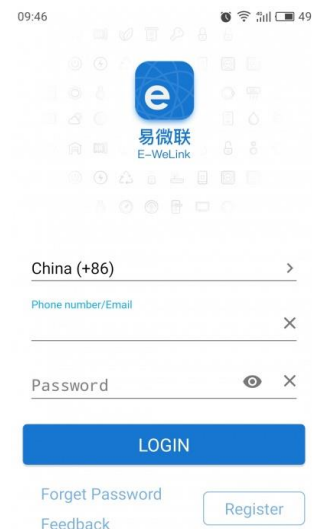 09:46
49
e
易微联
E-WeLink
China (+86)
Phone number/Email
Password
LOGIN
Forget Password
Register
Feedback